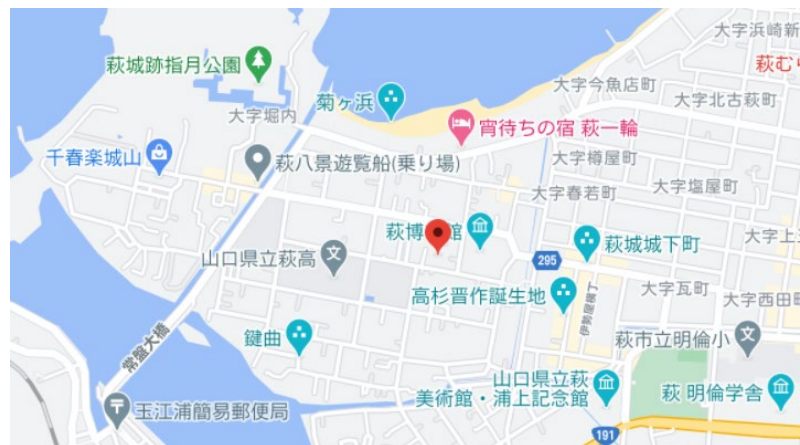 大字浜崎新
萩城跡指月公園
萩む
大字今魚店町
菊ヶ浜
大字北古萩町
大字堀内
宵待ちの宿 萩一輪
千春楽城山
萩八景遊覧船(乗り場)
大字樽屋町
大字塩屋町
大字春若町
萩博
館
大字上
山口県立萩高
萩城城下町
295
高杉晋作誕生地
大字瓦町
大字西田町
伊勢屋横丁
常盤大橋
鍵曲
萩市立明倫小
山口県立萩
美術館・浦上記念館
萩 明倫学舎
玉江浦簡易郵便局
191